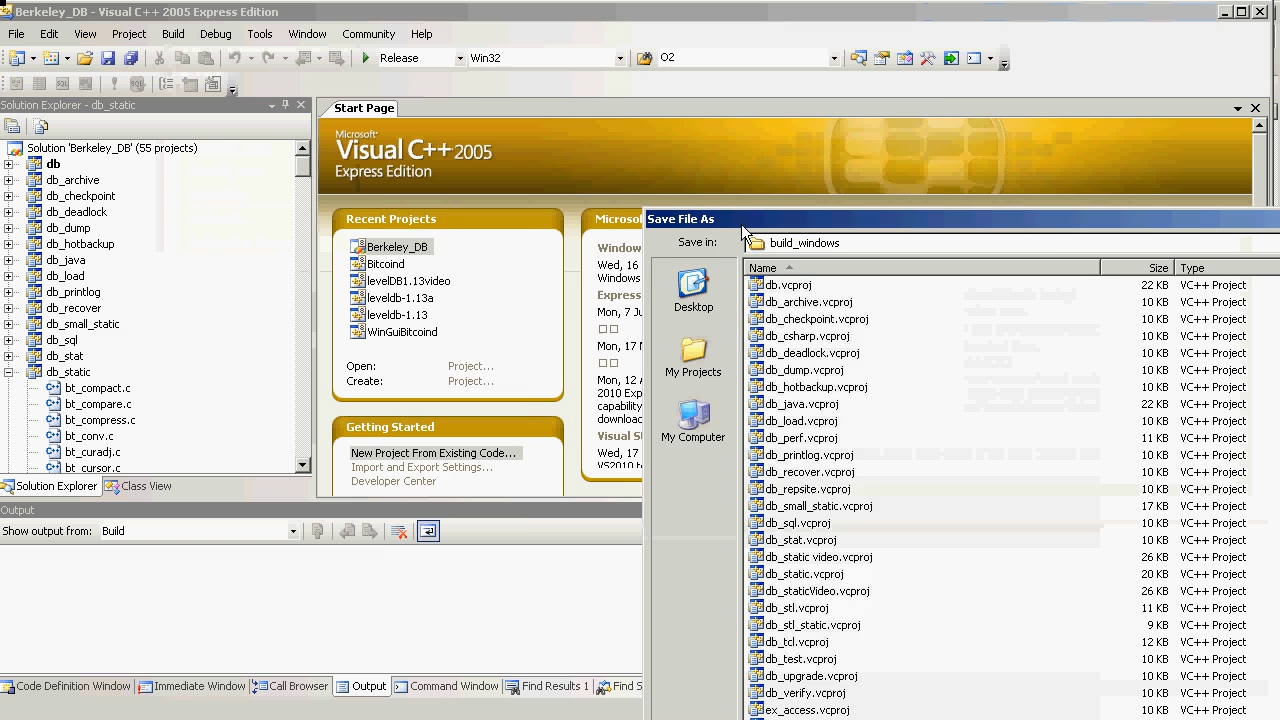 Berkeley_DB - Visual C++ 2005 Express Edition
File Edit View Project Build Debug Tools Window Community Help
Release Win32 O2
Solution Explorer - db_static
Solution 'Berkeley_DB' (55 projects)
db
db_archive
db_checkpoint
db_deadlock
db_dump
db_hotbackup
db_java
db_load
db_printlog
db_recover
db_small_static
db_sql
db_stat
db_static
bt_compact.c
bt_compare.c
bt_compress.c
bt_conv.c
bt_curadj.c
bt_cursor.c
Solution Explorer Class View
Start Page
Microsoft
Visual C++ 2005
Express Edition
Recent Projects
Berkeley_DB
Bitcoind
levelDB1.13video
leveldb-1.13a
leveldb-1.13
WinGuiBitcoind
Open: Project...
Create: Project...
Getting Started
New Project From Existing Code...
Import and Export Settings...
Developer Center
Microsof
Window
Wed, 16
Windows
Express
Mon, 7 J
Mon, 17
Mon, 12
2010 Exp
capability
downloa
Visual S
Wed, 17
VS2010 t
Save File As
Save in: build_windows
Desktop
My Projects
My Computer
Name Size Type
db.vcproj 22 KB VC++ Project
db_archive.vcproj 10 KB VC++ Project
db_checkpoint.vcproj 10 KB VC++ Project
db_csharp.vcproj 10 KB VC++ Project
db_deadlock.vcproj 10 KB VC++ Project
db_dump.vcproj 10 KB VC++ Project
db_hotbackup.vcproj 10 KB VC++ Project
db_java.vcproj 22 KB VC++ Project
db_load.vcproj 10 KB VC++ Project
db_perf.vcproj 11 KB VC++ Project
db_printlog.vcproj 10 KB VC++ Project
db_recover.vcproj 10 KB VC++ Project
db_repsite.vcproj 10 KB VC++ Project
db_small_static.vcproj 17 KB VC++ Project
db_sql.vcproj 10 KB VC++ Project
db_stat.vcproj 10 KB VC++ Project
db_static video.vcproj 26 KB VC++ Project
db_static.vcproj 10 KB VC++ Project
db_staticVideo.vcproj 26 KB VC++ Project
db_stl.vcproj 11 KB VC++ Project
db_stl_static.vcproj 9 KB VC++ Project
db_tcl.vcproj 12 KB VC++ Project
db_test.vcproj 10 KB VC++ Project
db_upgrade.vcproj 10 KB VC++ Project
db_verify.vcproj 10 KB VC++ Project
ex_access.vcproj 10 KB VC++ Project
Output
Show output from: Build
Code Definition Window Immediate Window Call Brow Output Command Window Find Results 1 Find S